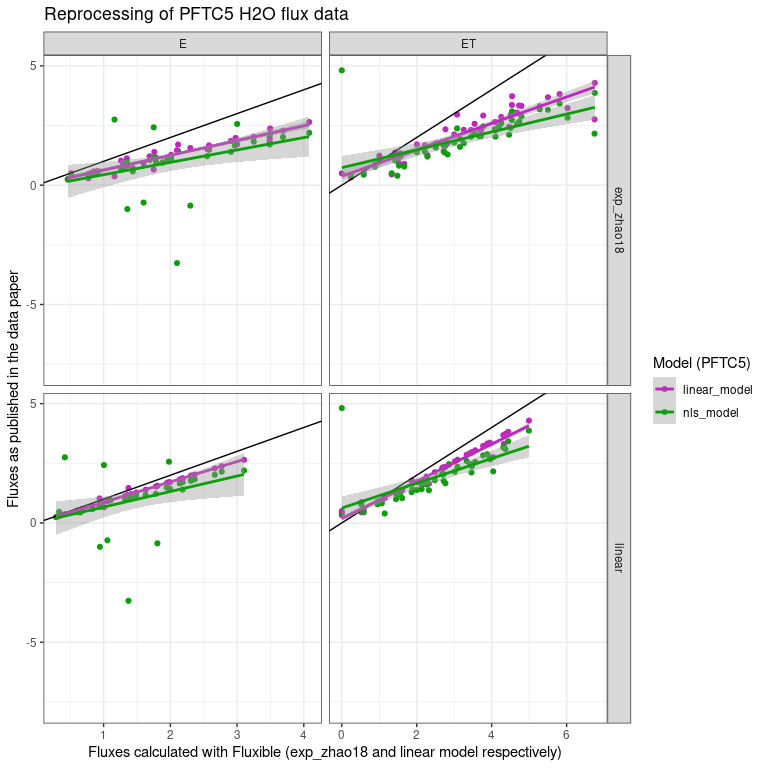 Reprocessing of PFTC5 H2O flux data
E
ET
5
0
-5
exp_zhao18
5
0
-5
linear
1
2
3
4
0
2
4
6
Fluxes calculated with Fluxible (exp_zhao18 and linear model respectively)
Fluxes as published in the data paper
Model (PFTC5)
linear_model
nls_model